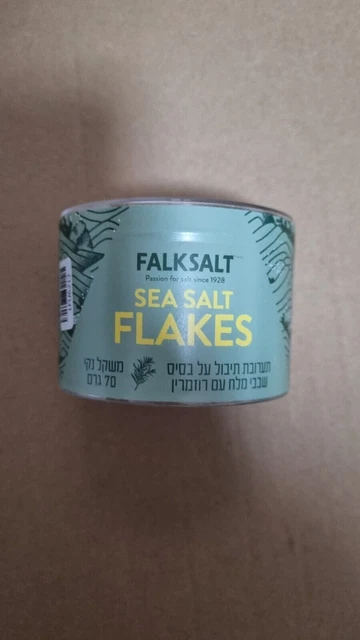 FALKSALT
Passion for salt since 1928
SEA SALT
FLAKES
תערובת תיבול על בסיס
שבבי מלח עם רוזמרין
משקל נקי
70 גרם